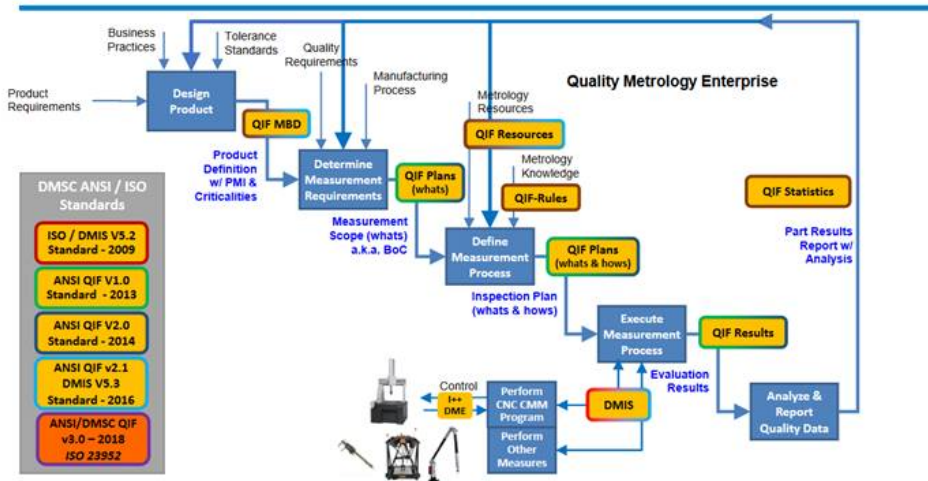 Business
Practices
Tolerance
Standards
Quality
Requirements
Manufacturing
Process
Product
Requirements
Design
Product
QIF MBD
Product
Definition
w/ PMI &
Criticalities
Determine
Measurement
Requirements
QIF Plans
(whats)
Measurement
Scope (whats)
a.k.a, BoC
Quality Metrology Enterprise
Metrology
Resources
QIF Resources
Metrology
Knowledge
QIF-Rules
Define
Measurement
Process
QIF Plans
(whats & hows)
Inspection Plan
(whats & hows)
QIF Statistics
Part Results
Report w/
Analysis
Execute
Measurement
Process
QIF Results
Evaluation
Results
Analyze &
Report
Quality Data
Control
I++
DME
Perform
CNC CMM
Program
DMIS
Perform
Other
Measures
DMSC ANSI / ISO
Standards
ISO / DMIS V5.2
Standard - 2009
ANSI QIF V1.0
Standard - 2013
ANSI QIF V2.0
Standard - 2014
ANSI QIF v2.1
DMIS V5.3
Standard - 2016
ANSI/DMSC QIF
v3.0 – 2018
ISO 23952